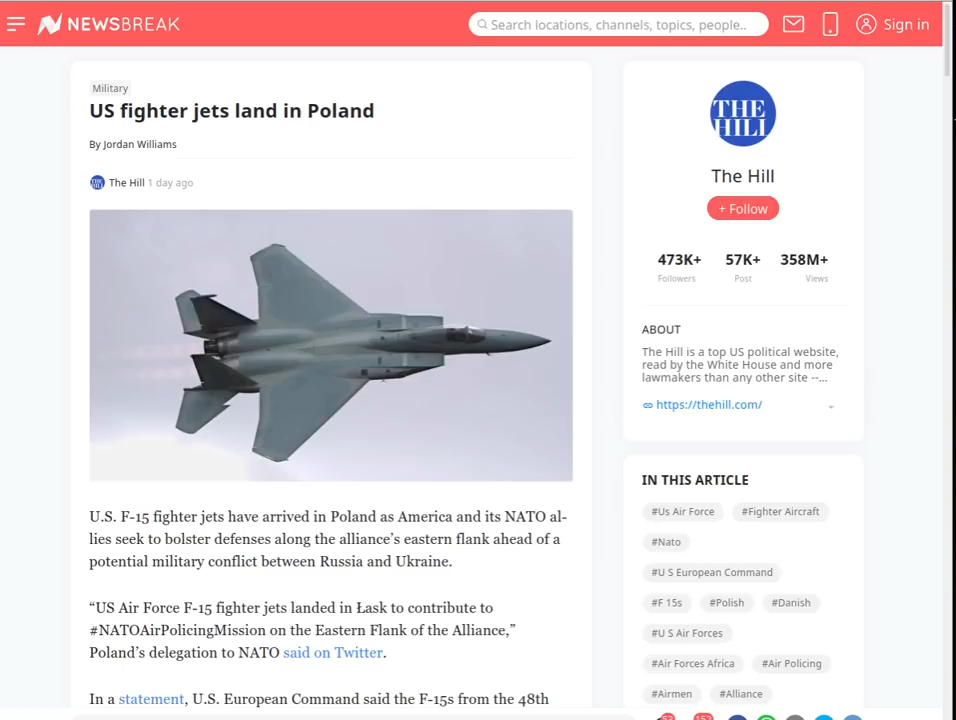 NEWSBREAK
Search locations, channels, topics, people..
Sign in
Military
US fighter jets land in Poland
By Jordan Williams
THE HILL
The Hill 1 day ago
U.S. F-15 fighter jets have arrived in Poland as America and its NATO al-
lies seek to bolster defenses along the alliance’s eastern flank ahead of a
potential military conflict between Russia and Ukraine.
“US Air Force F-15 fighter jets landed in Łask to contribute to
#NATOAirPolicingMission on the Eastern Flank of the Alliance,”
Poland’s delegation to NATO said on Twitter.
In a statement, U.S. European Command said the F-15s from the 48th
THE
HILL
The Hill
+ Follow
473K+ 57K+ 358M+
Followers Post Views
ABOUT
The Hill is a top US political website,
read by the White House and more
lawmakers than any other site --...
https://thehill.com/
IN THIS ARTICLE
#Us Air Force #Fighter Aircraft
#Nato
#U S European Command
#F 15s #Polish #Danish
#U S Air Forces
#Air Forces Africa #Air Policing
#Airmen #Alliance